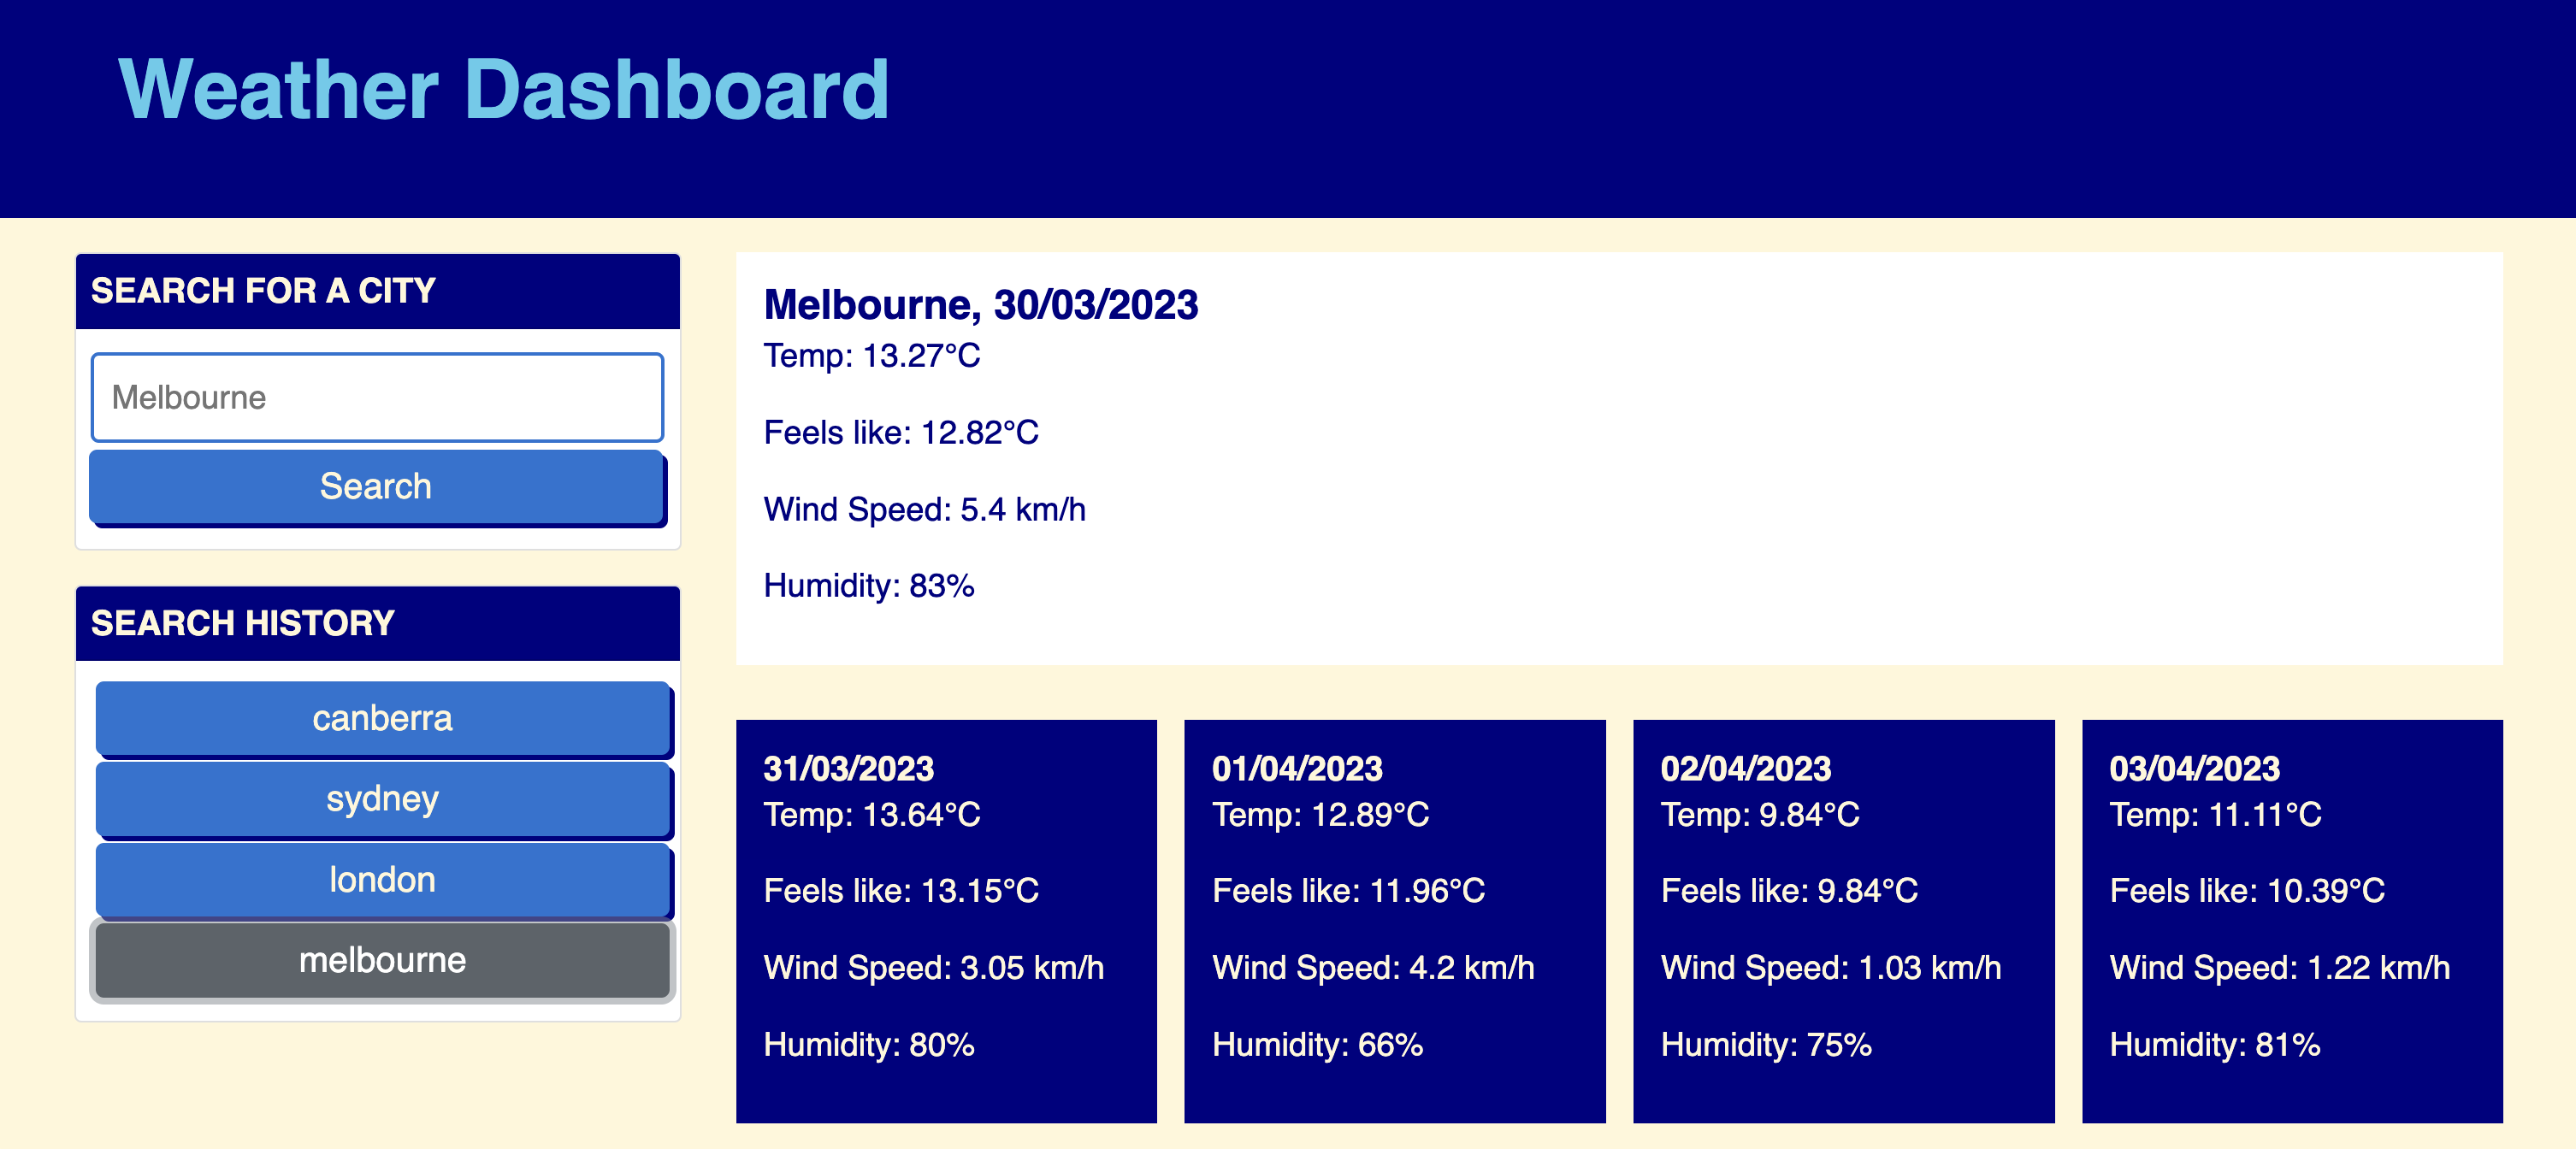 Weather Dashboard
SEARCH FOR A CITY
Melbourne
Search
SEARCH HISTORY
canberra
sydney
london
melbourne
Melbourne, 30/03/2023
Temp: 13.27°C
Feels like: 12.82°C
Wind Speed: 5.4 km/h
Humidity: 83%
31/03/2023
Temp: 13.64°C
Feels like: 13.15°C
Wind Speed: 3.05 km/h
Humidity: 80%
01/04/2023
Temp: 12.89°C
Feels like: 11.96°C
Wind Speed: 4.2 km/h
Humidity: 66%
02/04/2023
Temp: 9.84°C
Feels like: 9.84°C
Wind Speed: 1.03 km/h
Humidity: 75%
03/04/2023
Temp: 11.11°C
Feels like: 10.39°C
Wind Speed: 1.22 km/h
Humidity: 81%